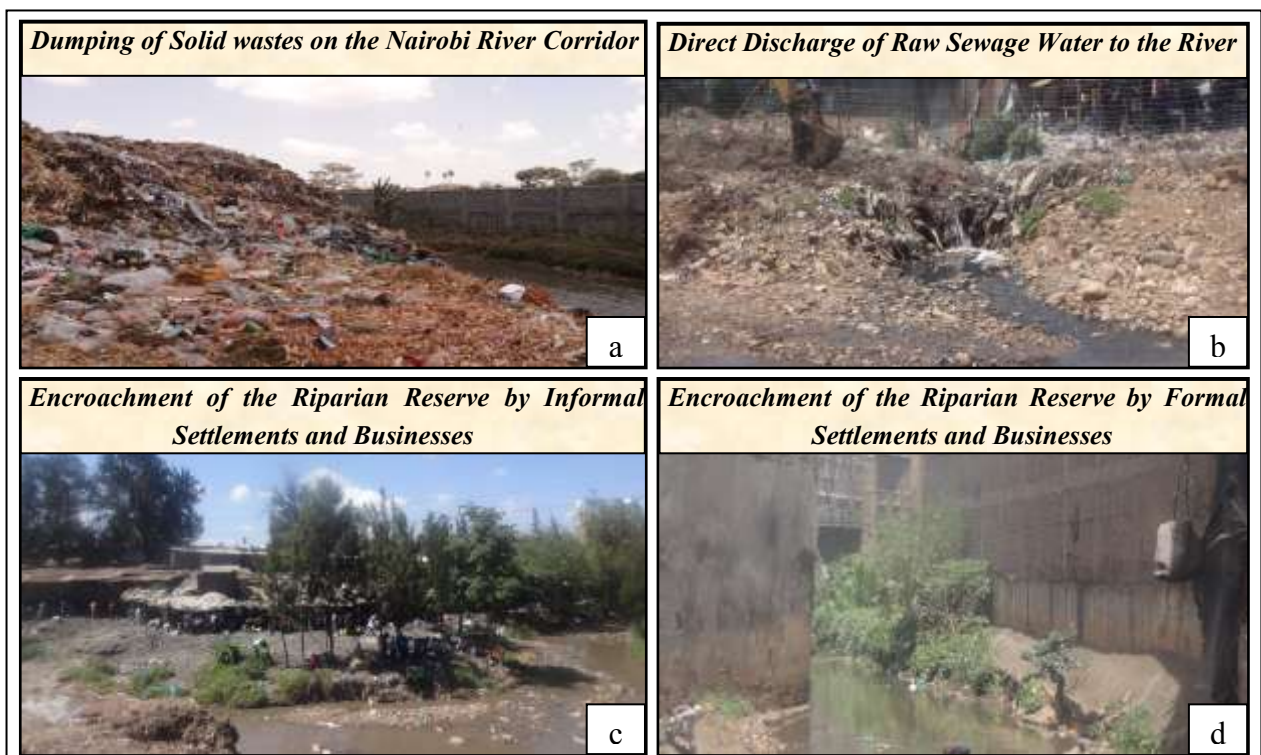 Dumping of Solid wastes on the Nairobi River Corridor
Direct Discharge of Raw Sewage Water to the River
a
b
Encroachment of the Riparian Reserve by Informal
Settlements and Businesses
Encroachment of the Riparian Reserve by Formal
Settlements and Businesses
c
d